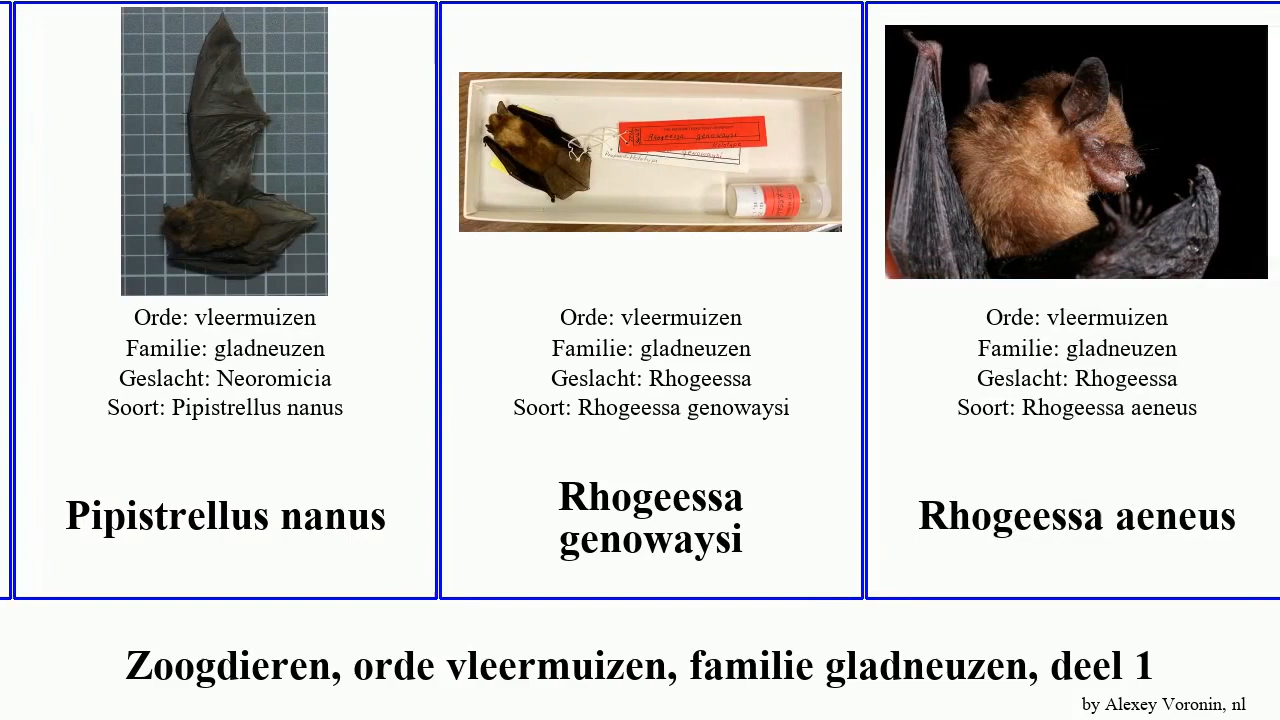 Orde: vleermuizen
Familie: gladneuzen
Geslacht: Neoromicia
Soort: Pipistrellus nanus
Pipistrellus nanus
Rhogeessa genowaysi
Orde: vleermuizen
Familie: gladneuzen
Geslacht: Rhogeessa
Soort: Rhogeessa genowaysi
Rhogeessa
genowaysi
Orde: vleermuizen
Familie: gladneuzen
Geslacht: Rhogeessa
Soort: Rhogeessa aeneus
Rhogeessa aeneus
Zoogdieren, orde vleermuizen, familie gladneuzen, deel 1
by Alexey Voronin, nl